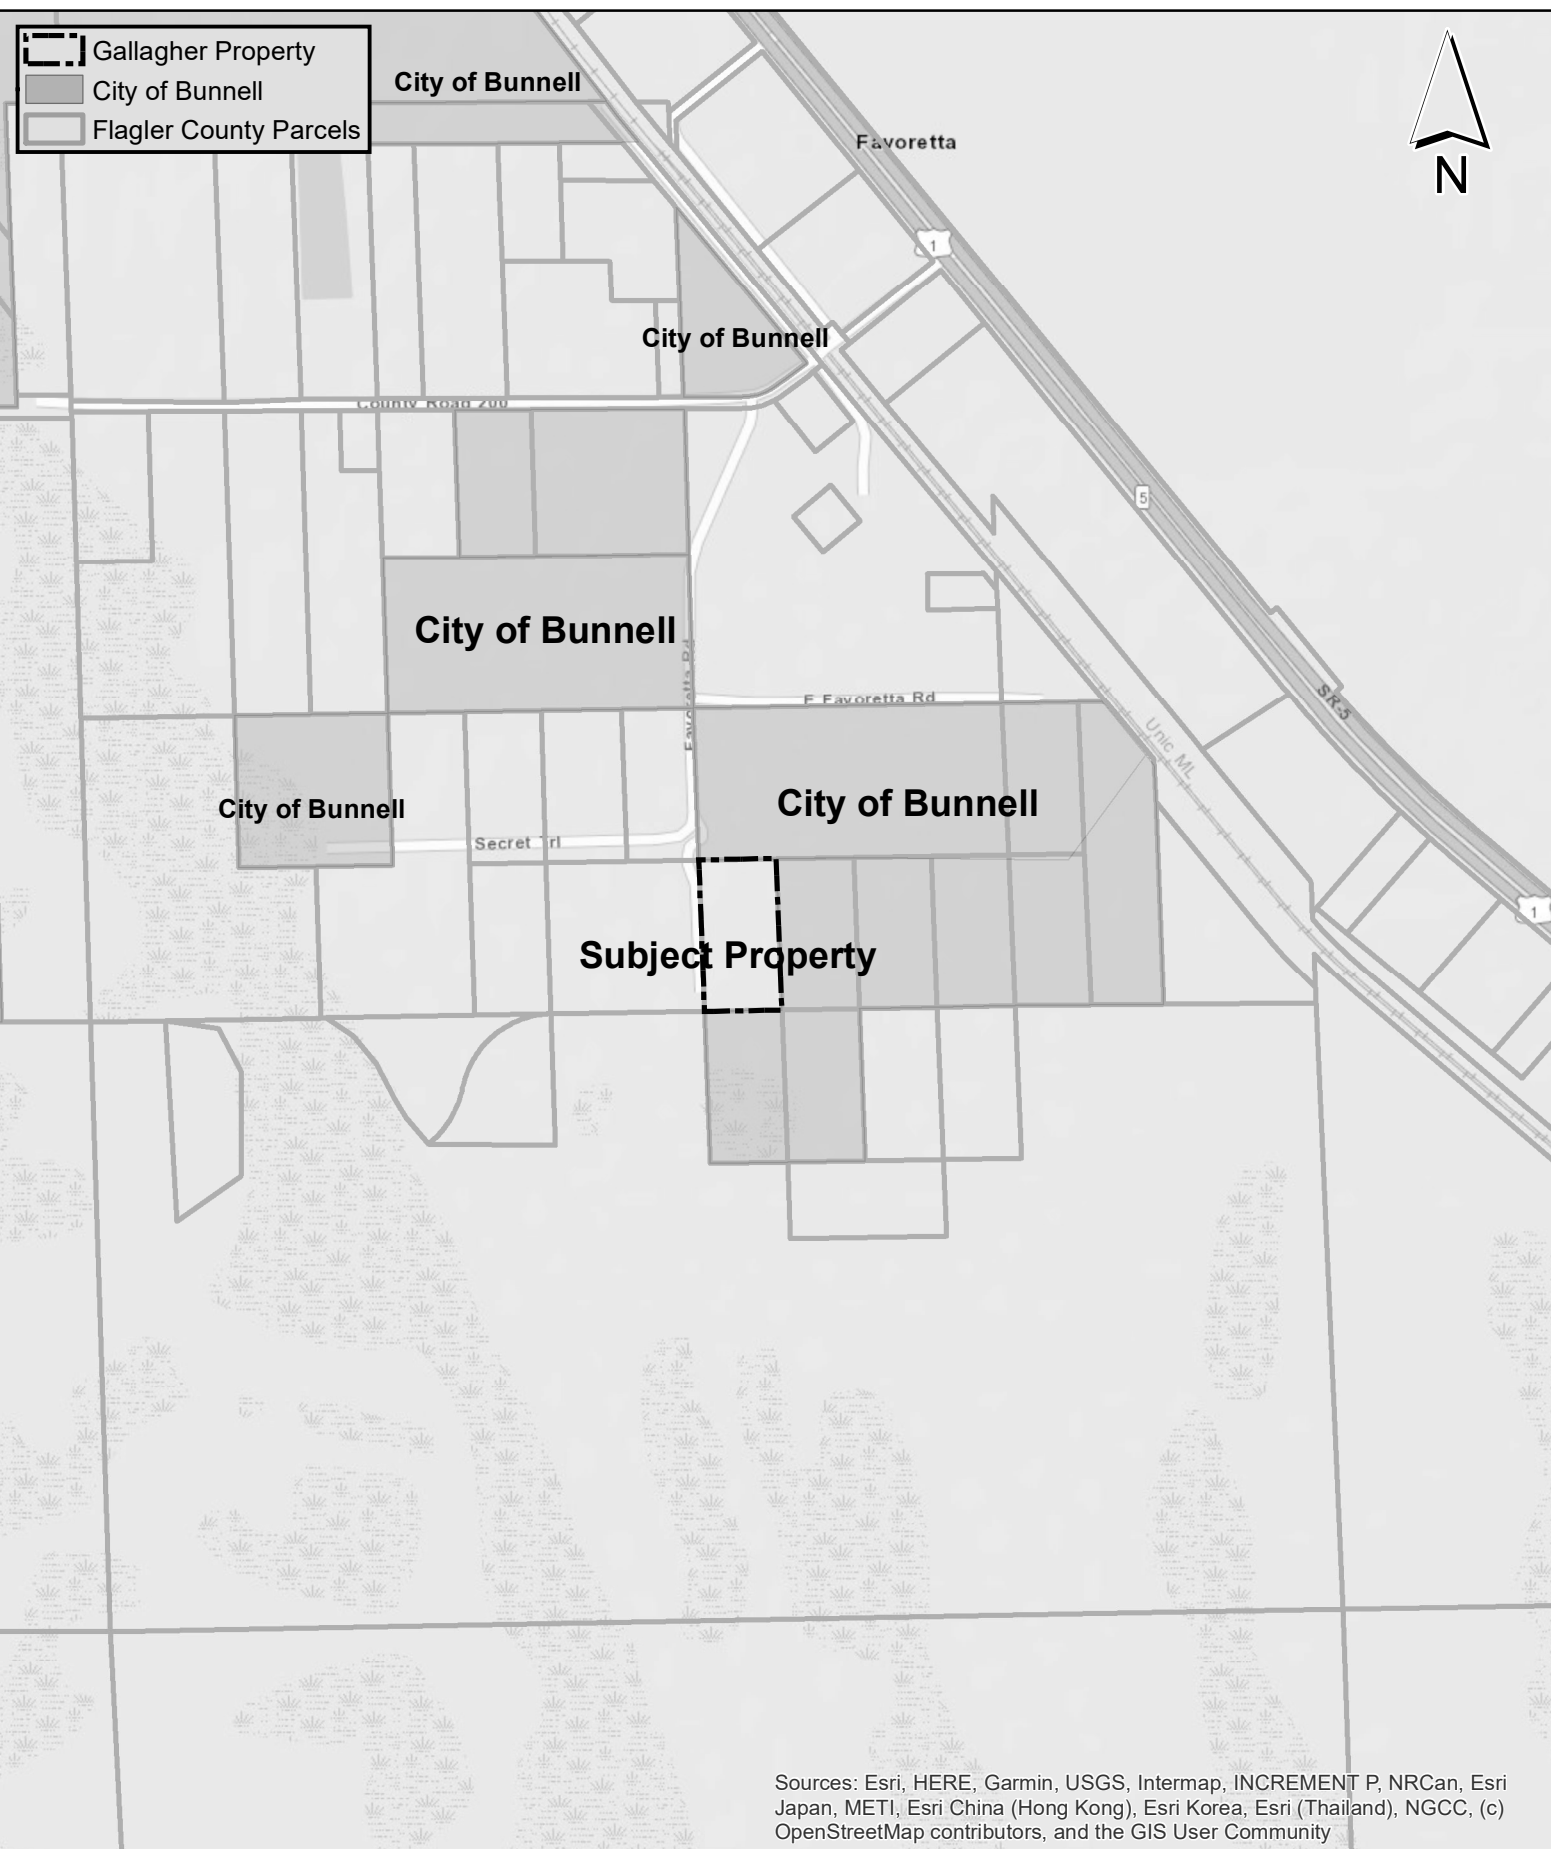 Gallagher Property
City of Bunnell
Flagler County Parcels
City of Bunnell
N
Favoretta
1
City of Bunnell
County Road 200
5
City of Bunnell
Favoretta Rd
E Favoretta Rd
SR-5
Unic ML
City of Bunnell
City of Bunnell
Secret Trl
1
Subject Property
Sources: Esri, HERE, Garmin, USGS, Intermap, INCREMENT P, NRCan, Esri
Japan, METI, Esri China (Hong Kong), Esri Korea, Esri (Thailand), NGCC, (c)
OpenStreetMap contributors, and the GIS User Community